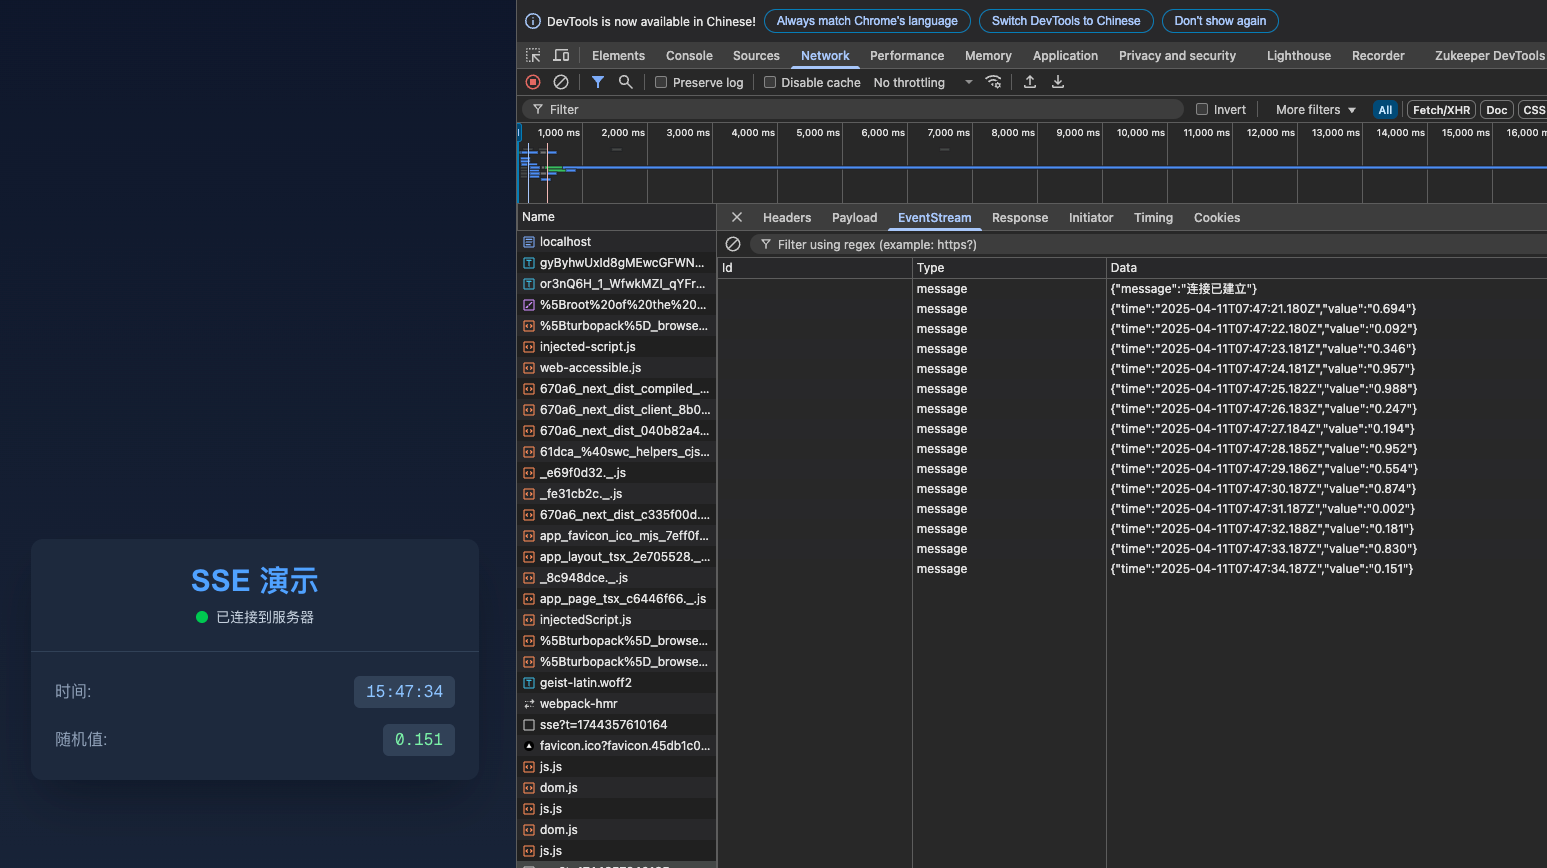 DevTools is now available in Chinese!
Always match Chrome's language
Switch DevTools to Chinese
Don't show again
Elements
Console
Sources
Network
Performance
Memory
Application
Privacy and security
Lighthouse
Recorder
Zukeeper DevTools
Preserve log
Disable cache
No throttling
Filter
Invert
More filters
All
Fetch/XHR
Doc
CSS
1,000 ms
2,000 ms
3,000 ms
4,000 ms
5,000 ms
6,000 ms
7,000 ms
8,000 ms
9,000 ms
10,000 ms
11,000 ms
12,000 ms
13,000 ms
14,000 ms
15,000 ms
16,000 m
Name
localhost
gyByhwUxId8gMEwcGFWN...
or3nQ6H_1_WfwkMZI_qYFr...
%5Broot%20of%20the%20...
%5Bturbopack%5D_browse...
injected-script.js
web-accessible.js
670a6_next_dist_compiled_...
670a6_next_dist_client_8b0...
670a6_next_dist_040b82a4...
61dca_%40swc_helpers_cjs...
_e69f0d32._.js
_fe31cb2c._.js
670a6_next_dist_c335f00d....
app_favicon_ico_mjs_7eff0f...
app_layout_tsx_2e705528._...
_8c948dce._.js
app_page_tsx_c6446f66._.js
injectedScript.js
%5Bturbopack%5D_browse...
%5Bturbopack%5D_browse...
geist-latin.woff2
webpack-hmr
sse?t=1744357610164
favicon.ico?favicon.45db1c0...
js.js
dom.js
js.js
dom.js
js.js
Headers
Payload
EventStream
Response
Initiator
Timing
Cookies
Filter using regex (example: https?)
Id Type Data
message {"message":"连接已建立"}
message {"time":"2025-04-11T07:47:21.180Z","value":"0.694"}
message {"time":"2025-04-11T07:47:22.180Z","value":"0.092"}
message {"time":"2025-04-11T07:47:23.181Z","value":"0.346"}
message {"time":"2025-04-11T07:47:24.181Z","value":"0.957"}
message {"time":"2025-04-11T07:47:25.182Z","value":"0.988"}
message {"time":"2025-04-11T07:47:26.183Z","value":"0.247"}
message {"time":"2025-04-11T07:47:27.184Z","value":"0.194"}
message {"time":"2025-04-11T07:47:28.185Z","value":"0.952"}
message {"time":"2025-04-11T07:47:29.186Z","value":"0.554"}
message {"time":"2025-04-11T07:47:30.187Z","value":"0.874"}
message {"time":"2025-04-11T07:47:31.187Z","value":"0.002"}
message {"time":"2025-04-11T07:47:32.188Z","value":"0.181"}
message {"time":"2025-04-11T07:47:33.187Z","value":"0.830"}
message {"time":"2025-04-11T07:47:34.187Z","value":"0.151"}
SSE 演示
已连接到服务器
时间: 15:47:34
随机值: 0.151